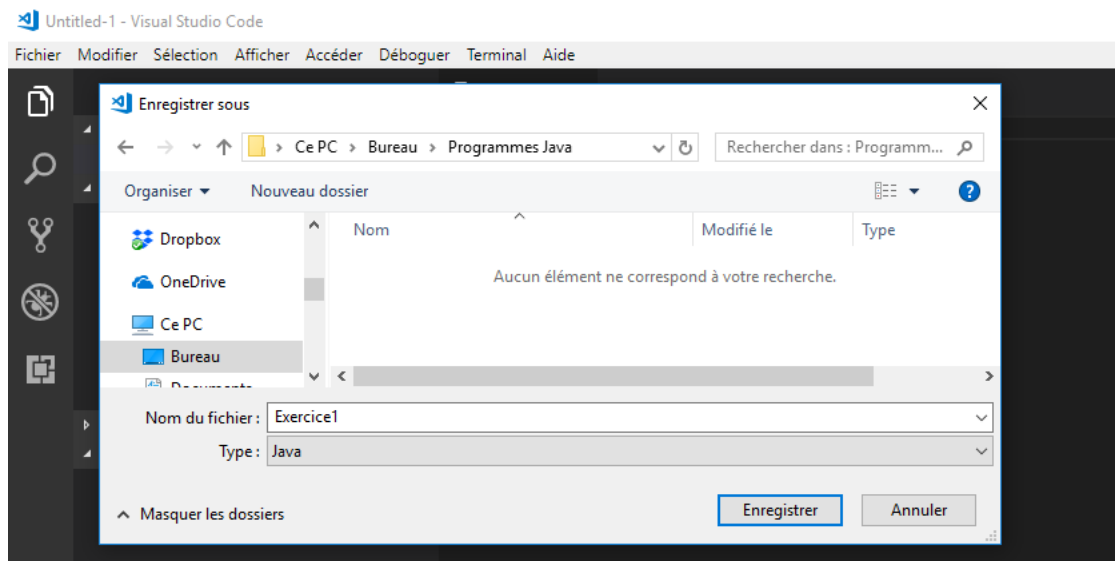 Untitled-1 - Visual Studio Code
Fichier Modifier Sélection Afficher Accéder Déboguer Terminal Aide
Enregistrer sous
Ce PC > Bureau > Programmes Java
Rechercher dans : Programm...
Organiser Nouveau dossier
Nom Modifié le Type
Dropbox
Aucun élément ne correspond à votre recherche.
OneDrive
Ce PC
Bureau
Documents
Nom du fichier : Exercice1
Type : Java
Masquer les dossiers
Enregistrer Annuler